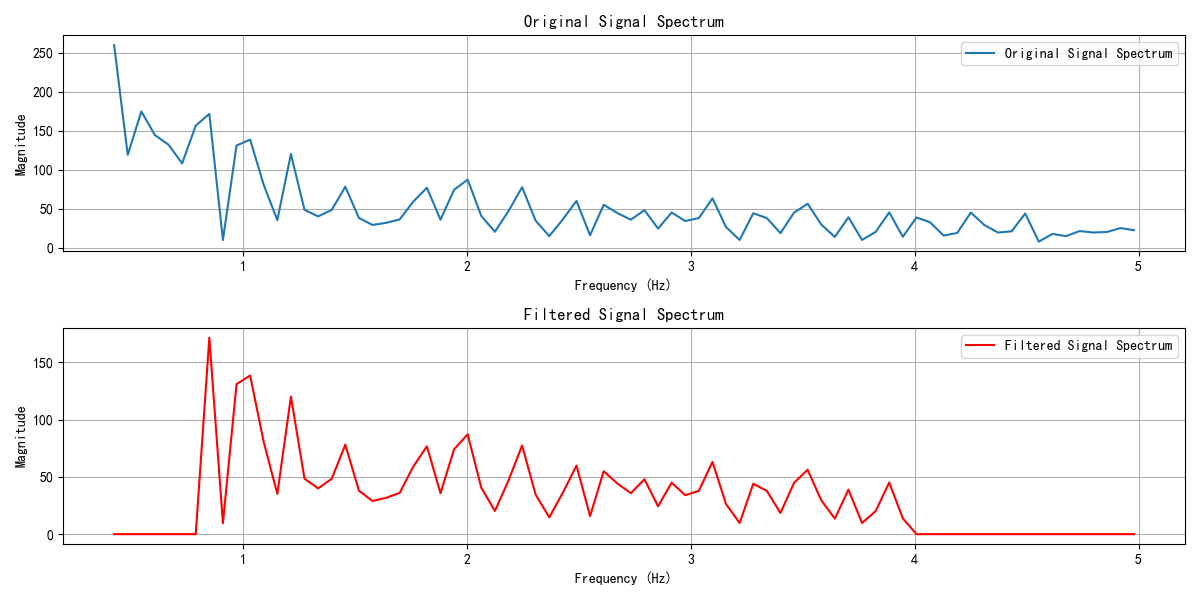 Original Signal Spectrum
Original Signal Spectrum
250
200
150
100
50
0
Magnitude
1
2
3
4
5
Frequency (Hz)
Filtered Signal Spectrum
Filtered Signal Spectrum
150
100
50
0
Magnitude
1
2
3
4
5
Frequency (Hz)